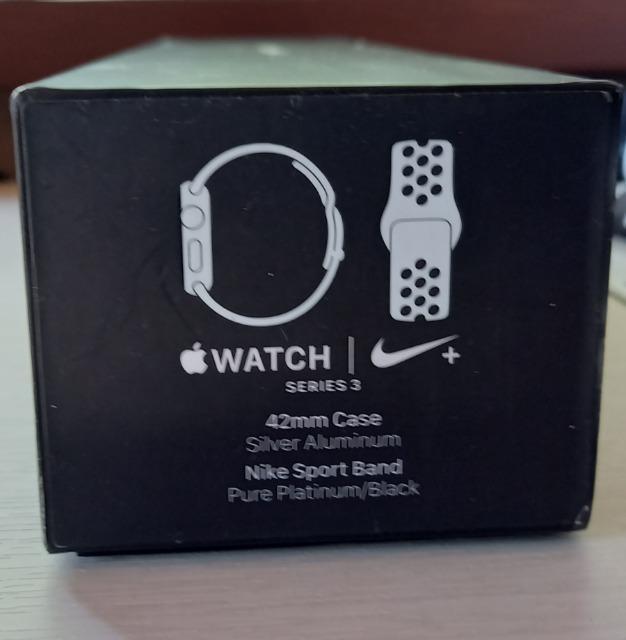 WATCH | +
SERIES 3
42mm Case
Silver Aluminum
Nike Sport Band
Pure Platinum/Black